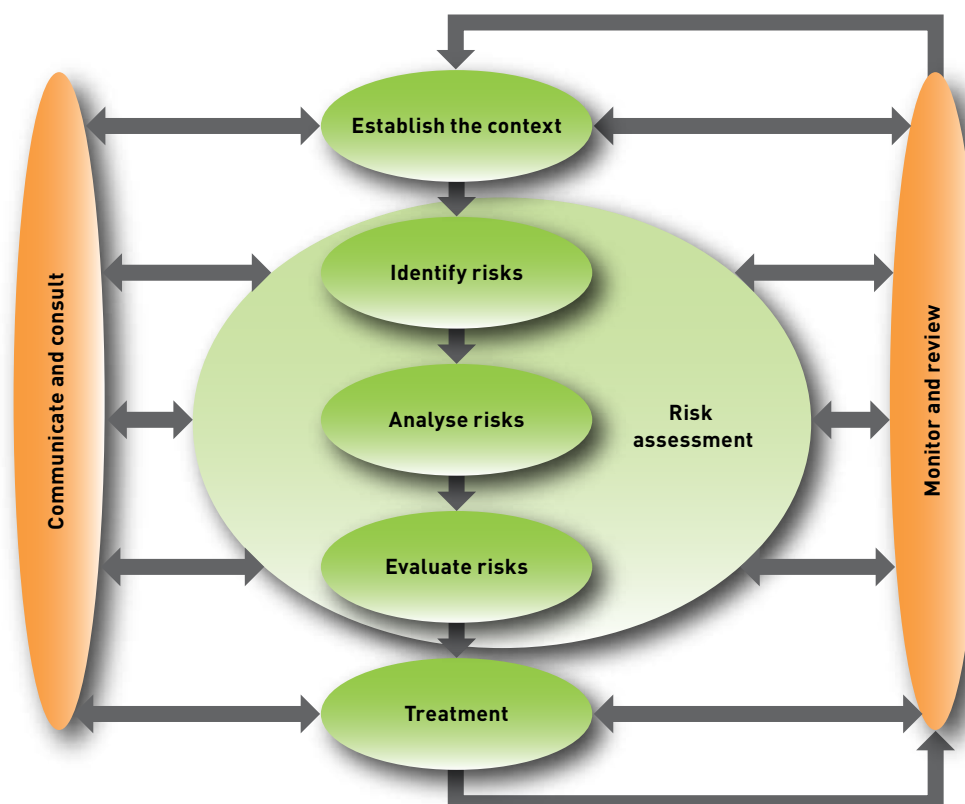 Establish the context
Identify risks
Analyse risks
Risk
assessment
Evaluate risks
Treatment
Communicate and consult
Monitor and review